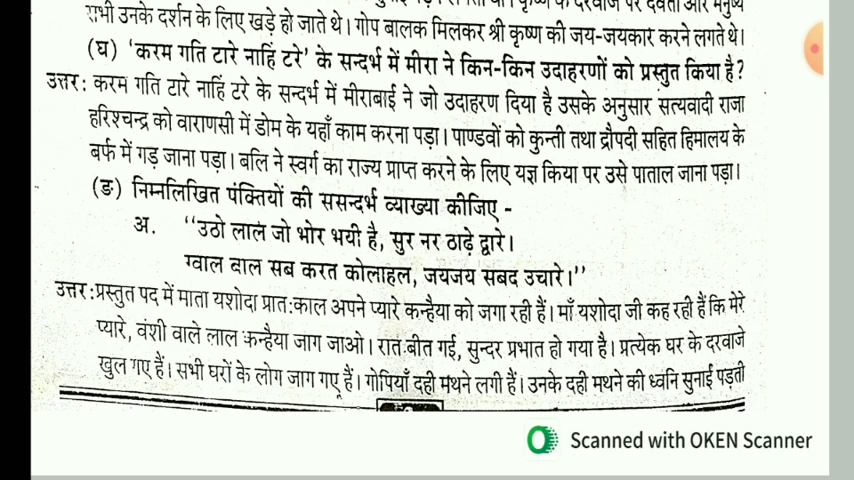 सभी उनके दर्शन के लिए खड़े हो जाते थे। गोप बालक मिलकर श्री कृष्ण की जय-जयकार करने लगते थे।
(घ) ‘करम गति टारे नाहिं टरे’ के सन्दर्भ में मीरा ने किन-किन उदाहरणों को प्रस्तुत किया है?
उत्तर: करम गति टारे नाहिं टरे के सन्दर्भ में मीराबाई ने जो उदाहरण दिया है उसके अनुसार सत्यवादी राजा
हरिश्चन्द्र को वाराणसी में डोम के यहाँ काम करना पड़ा। पाण्डवों को कुन्ती तथा द्रौपदी सहित हिमालय के
बर्फ में गड़ जाना पड़ा। बलि ने स्वर्ग का राज्य प्राप्त करने के लिए यज्ञ किया पर उसे पाताल जाना पड़ा।
(ङ) निम्नलिखित पंक्तियों की ससन्दर्भ व्याख्या कीजिए -
अ. ‘‘उठो लाल जो भोर भयी है, सुर नर ठाढ़े द्वारे।
ग्वाल बाल सब करत कोलाहल, जयजय सबद उचारे।’’
उत्तर:प्रस्तुत पद में माता यशोदा प्रात:काल अपने प्यारे कन्हैया को जगा रही हैं। माँ यशोदा जी कह रही हैं कि मेरे
प्यारे, वंशी वाले लाल कन्हैया जाग जाओ। रात बीत गई, सुन्दर प्रभात हो गया है। प्रत्येक घर के दरवाजे
खुल गए हैं। सभी घरों के लोग जाग गए हैं। गोपियाँ दही मथने लगी हैं। उनके दही मथने की ध्वनि सुनाई पड़ती
Scanned with OKEN Scanner